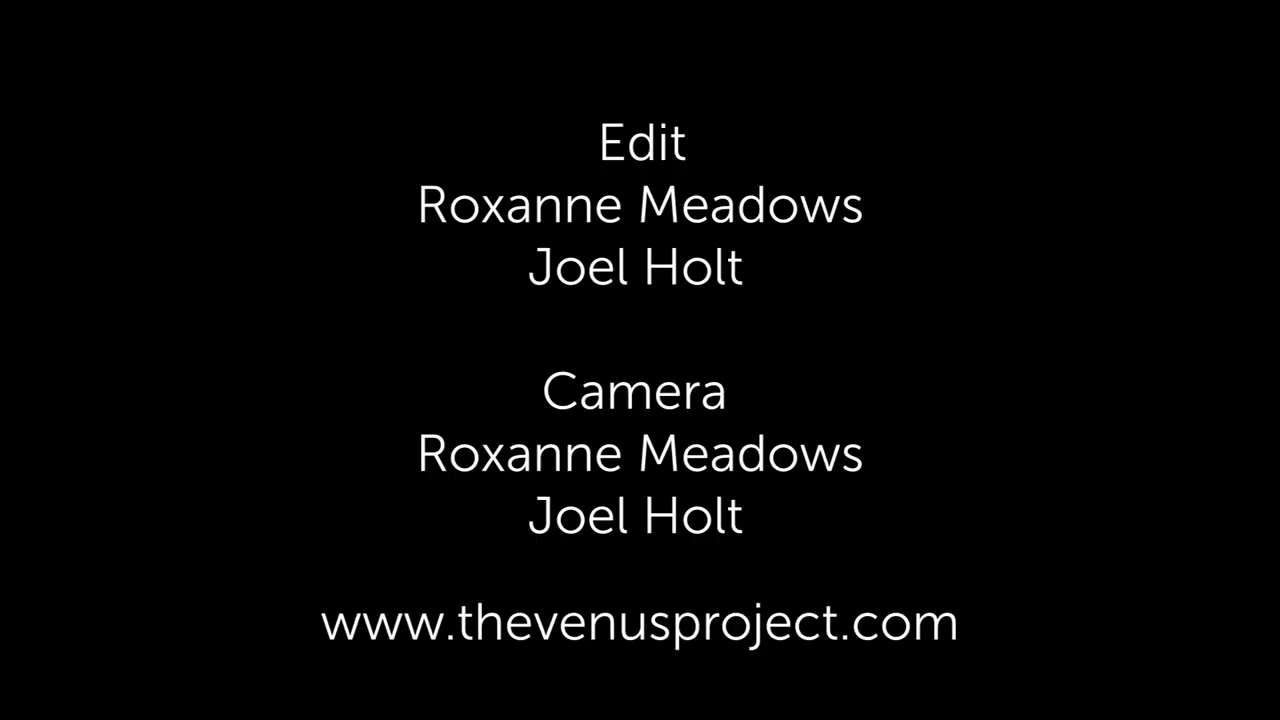 Edit
Roxanne Meadows
Joel Holt
Camera
Roxanne Meadows
Joel Holt
www.thevenusproject.com